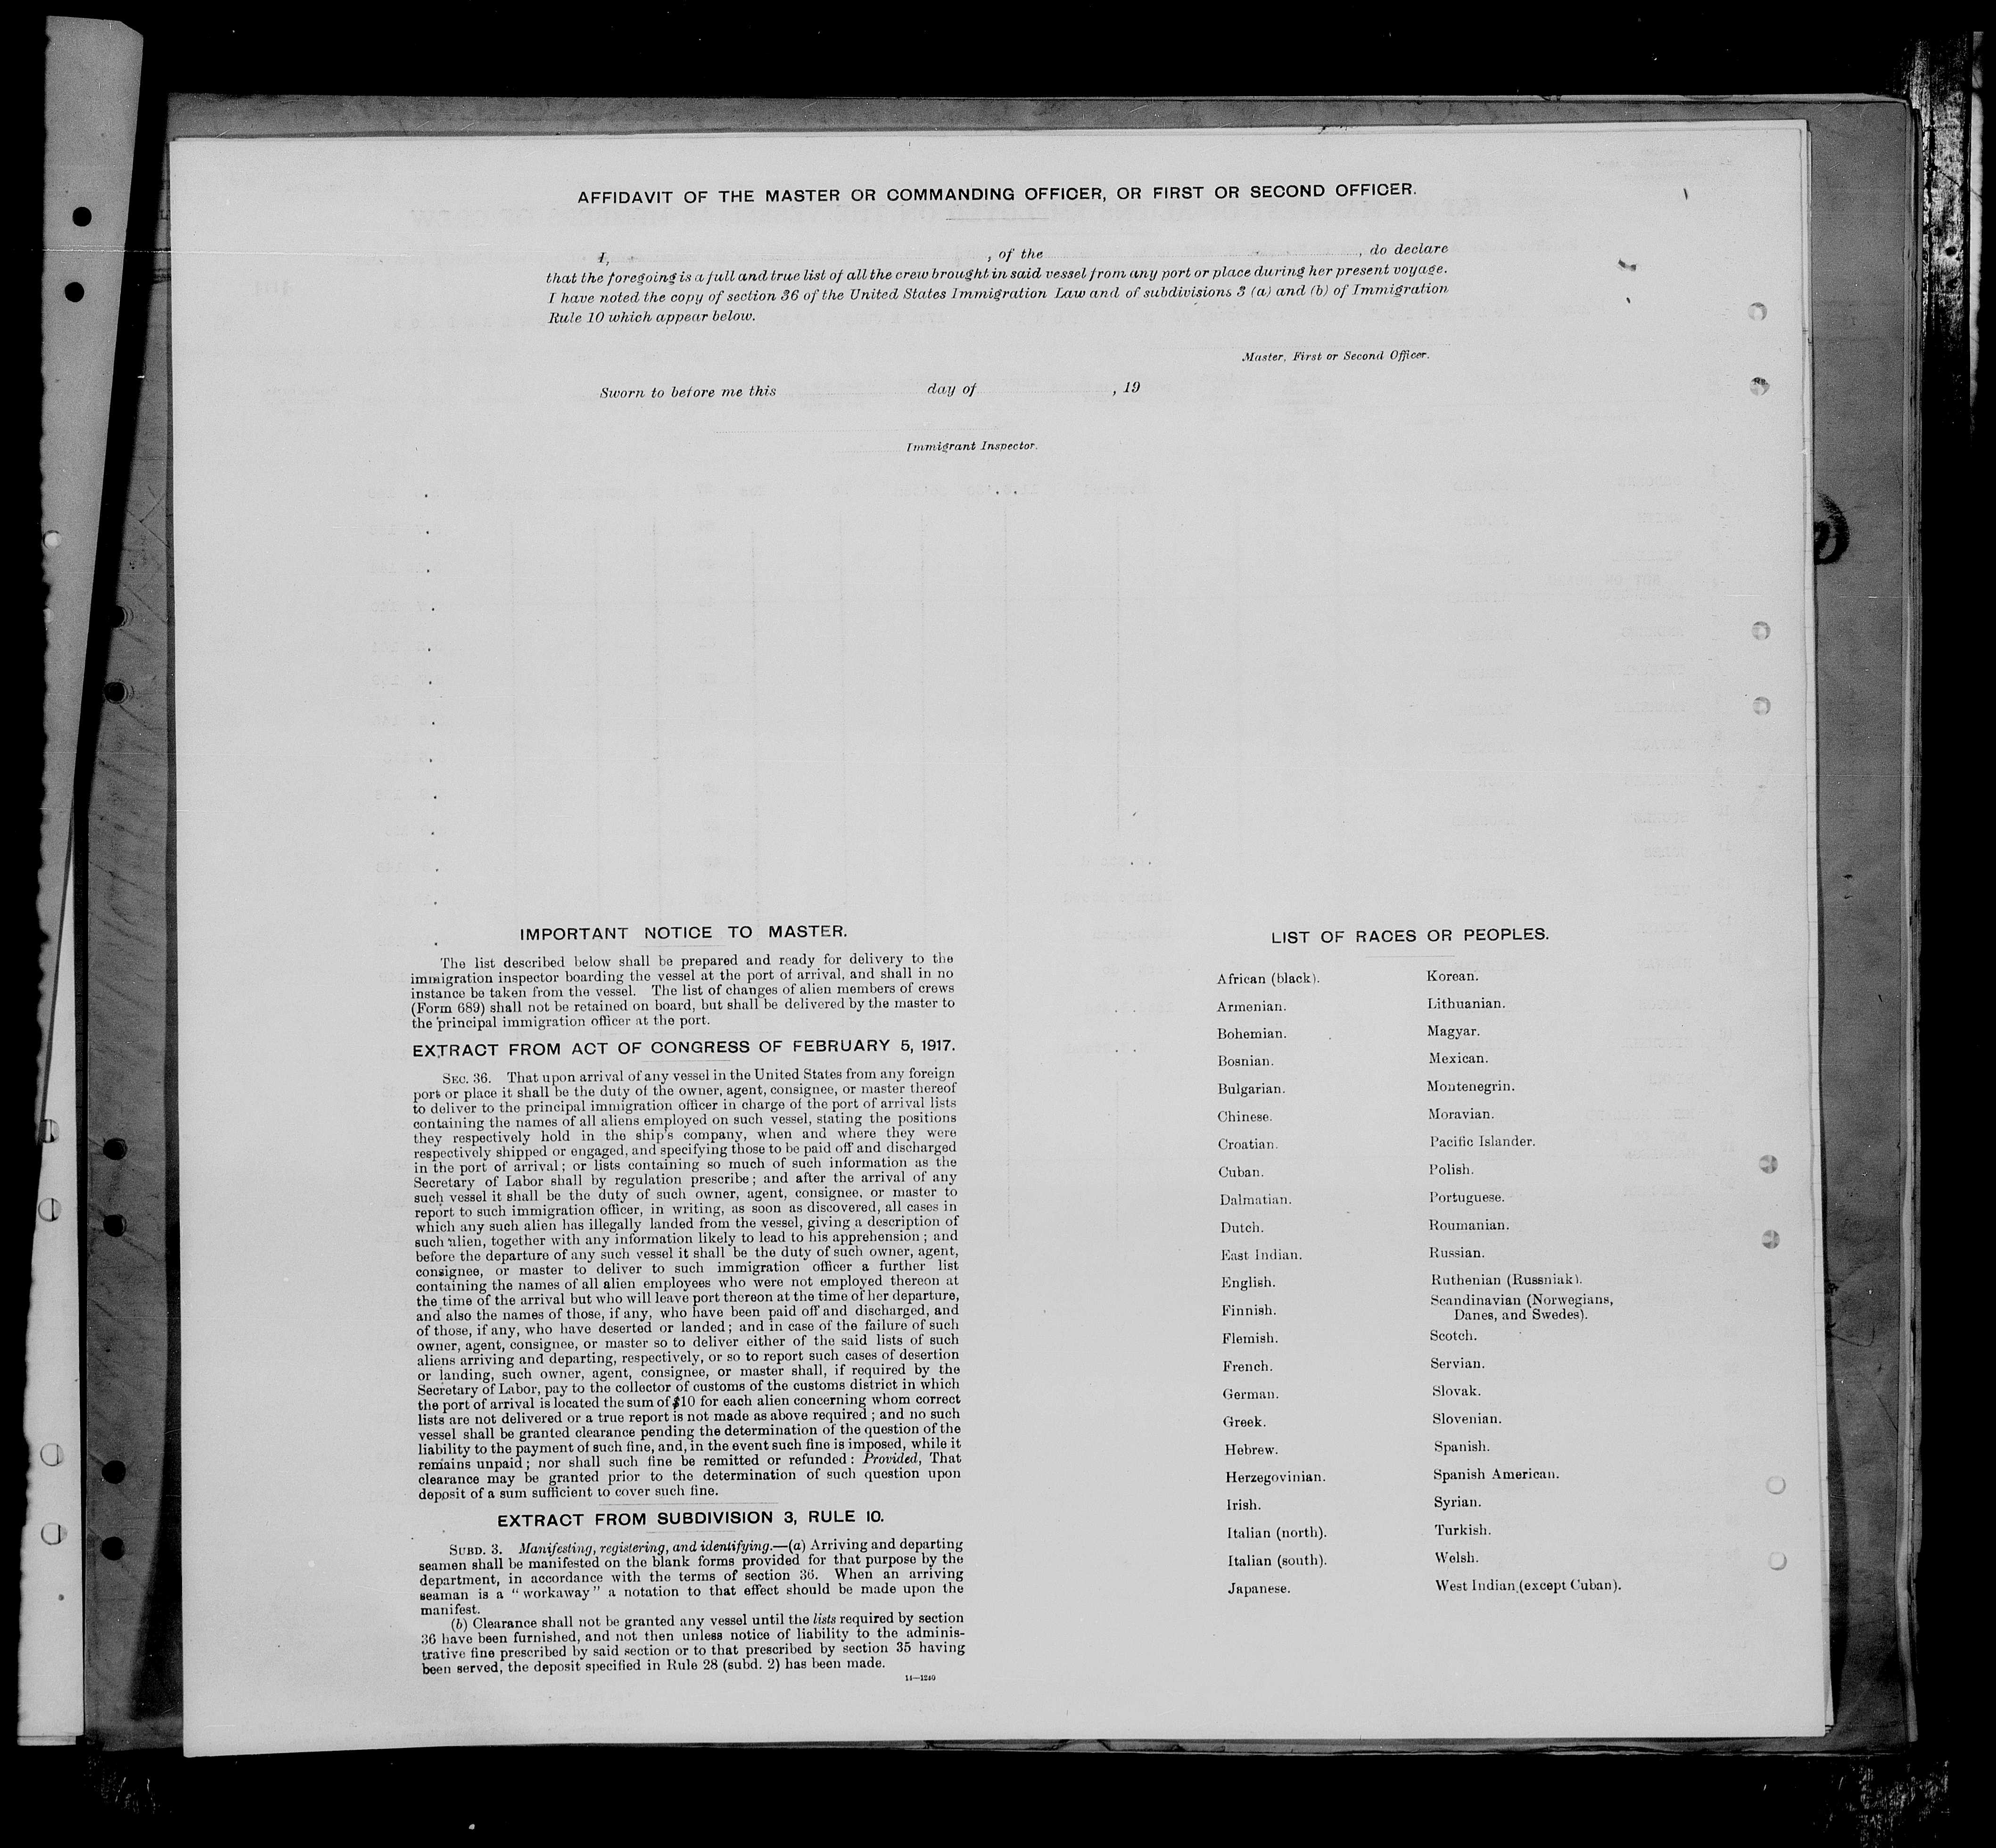 AFFIDAVIT OF THE MASTER OR COMMANDING OFFICER, OR FIRST OR SECOND OFFICER.
I, , of the , do declare
that the foregoing is a full and true list of all the crew brought in said vessel from any port or place during her present voyage.
I have noted the copy of section 36 of the United States Immigration Law and of subdivisions 3 (a) and (b) of Immigration
Rule 10 which appear below.
Master, First or Second Officer.
Sworn to before me this day of , 19
Immigrant Inspector.
IMPORTANT NOTICE TO MASTER.
The list described below shall be prepared and ready for delivery to the
immigration inspector boarding the vessel at the port of arrival, and shall in no
instance be taken from the vessel. The list of changes of alien members of crews
(Form 689) shall not be retained on board, but shall be delivered by the master to
the principal immigration officer at the port.
EXTRACT FROM ACT OF CONGRESS OF FEBRUARY 5, 1917.
SEC. 36. That upon arrival of any vessel in the United States from any foreign
port or place it shall be the duty of the owner, agent, consignee, or master thereof
to deliver to the principal immigration officer in charge of the port of arrival lists
containing the names of all aliens employed on such vessel, stating the positions
they respectively hold in the ship's company, when and where they were
respectively shipped or engaged, and specifying those to be paid off and discharged
in the port of arrival; or lists containing so much of such information as the
Secretary of Labor shall by regulation prescribe; and after the arrival of any
such vessel it shall be the duty of such owner, agent, consignee, or master to
report to such immigration officer, in writing, as soon as discovered, all cases in
which any such alien has illegally landed from the vessel, giving a description of
such alien, together with any information likely to lead to his apprehension; and
before the departure of any such vessel it shall be the duty of such owner, agent,
consignee, or master to deliver to such immigration officer a further list
containing the names of all alien employees who were not employed thereon at
the time of the arrival but who will leave port thereon at the time of her departure,
and also the names of those, if any, who have been paid off and discharged, and
of those, if any, who have deserted or landed; and in case of the failure of such
owner, agent, consignee, or master so to deliver either of the said lists of such
aliens arriving and departing, respectively, or so to report such cases of desertion
or landing, such owner, agent, consignee, or master shall, if required by the
Secretary of Labor, pay to the collector of customs of the customs district in which
the port of arrival is located the sum of $10 for each alien concerning whom correct
lists are not delivered or a true report is not made as above required; and no such
vessel shall be granted clearance pending the determination of the question of the
liability to the payment of such fine, and, in the event such fine is imposed, while it
remains unpaid; nor shall such fine be remitted or refunded: Provided, That
clearance may be granted prior to the determination of such question upon
deposit of a sum sufficient to cover such fine.
EXTRACT FROM SUBDIVISION 3, RULE 10.
SUBD. 3. Manifesting, registering, and identifying.—(a) Arriving and departing
seamen shall be manifested on the blank forms provided for that purpose by the
department, in accordance with the terms of section 36. When an arriving
seaman is a "workaway" a notation to that effect should be made upon the
manifest.
(b) Clearance shall not be granted any vessel until the lists required by section
36 have been furnished, and not then unless notice of liability to the adminis-
trative fine prescribed by said section or to that prescribed by section 35 having
been served, the deposit specified in Rule 28 (subd. 2) has been made.
14—1240
LIST OF RACES OR PEOPLES.
African (black).
Armenian.
Bohemian.
Bosnian.
Bulgarian.
Chinese.
Croatian.
Cuban.
Dalmatian.
Dutch.
East Indian.
English.
Finnish.
Flemish.
French.
German.
Greek.
Hebrew.
Herzegovinian.
Irish.
Italian (north).
Italian (south).
Japanese.
Korean.
Lithuanian.
Magyar.
Mexican.
Montenegrin.
Moravian.
Pacific Islander.
Polish.
Portuguese.
Roumanian.
Russian.
Ruthenian (Russniak).
Scandinavian (Norwegians,
Danes, and Swedes).
Scotch.
Servian.
Slovak.
Slovenian.
Spanish.
Spanish American.
Syrian.
Turkish.
Welsh.
West Indian (except Cuban).